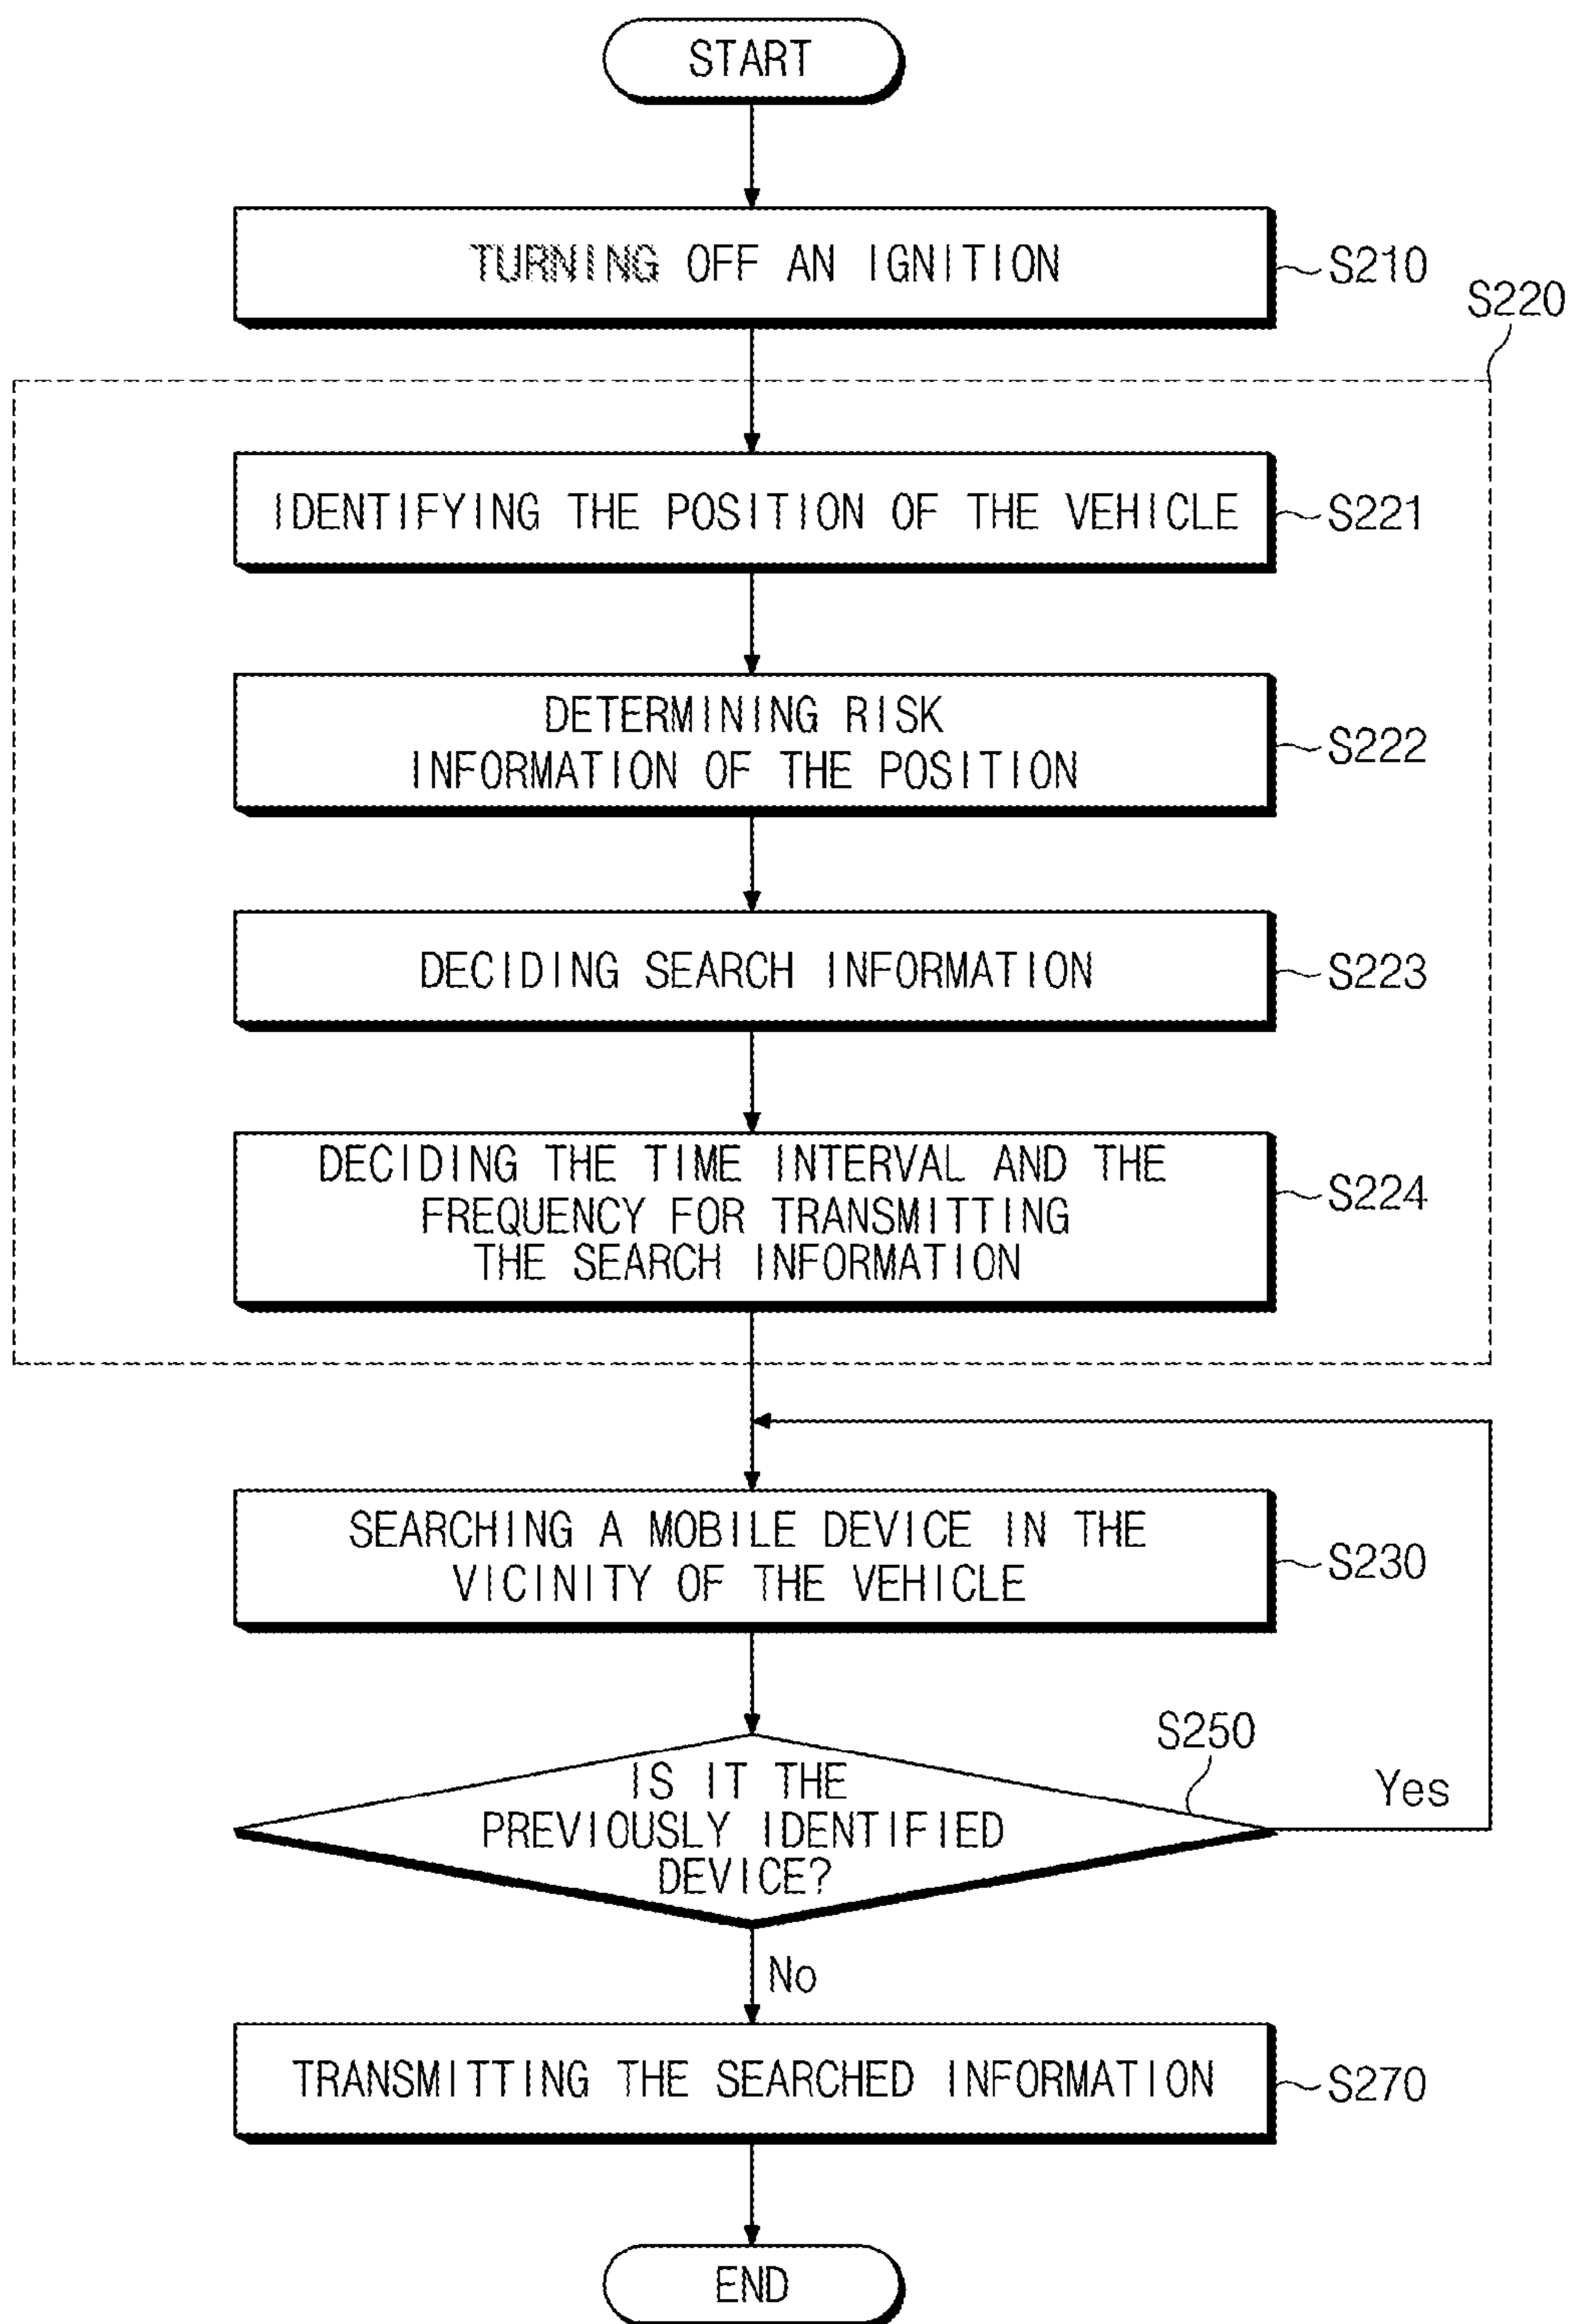 START
TURNING OFF AN IGNITION
S210
S220
IDENTIFYING THE POSITION OF THE VEHICLE
S221
DETERMINING RISK
INFORMATION OF THE POSITION
S222
DECIDING SEARCH INFORMATION
S223
DECIDING THE TIME INTERVAL AND THE
FREQUENCY FOR TRANSMITTING
THE SEARCH INFORMATION
S224
SEARCHING A MOBILE DEVICE IN THE
VICINITY OF THE VEHICLE
S230
S250
IS IT THE
PREVIOUSLY IDENTIFIED
DEVICE?
Yes
No
TRANSMITTING THE SEARCHED INFORMATION
S270
END